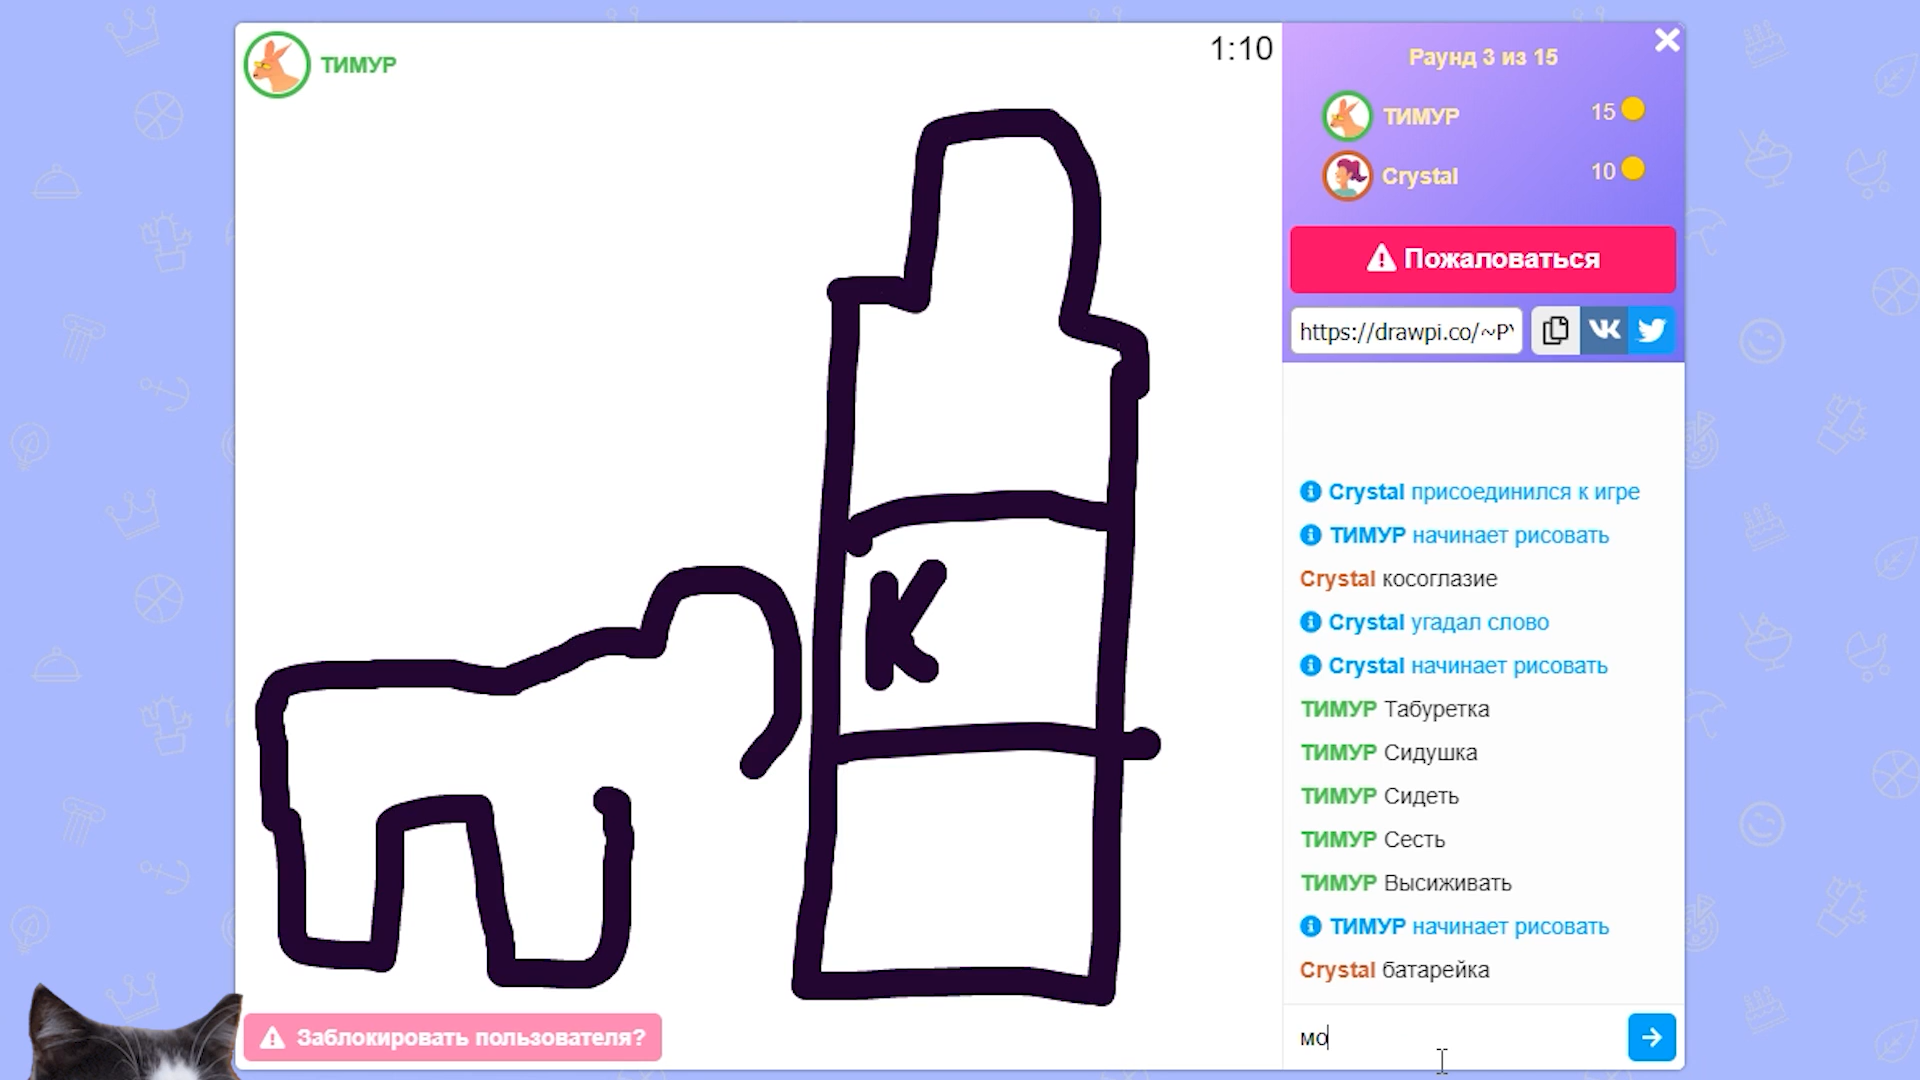 ТИМУР
1:10
Раунд 3 из 15
ТИМУР 15
Crystal 10
Пожаловаться
https://drawpi.co/~P
К
Crystal присоединился к игре
ТИМУР начинает рисовать
Crystal косоглазие
Crystal угадал слово
Crystal начинает рисовать
ТИМУР Табуретка
ТИМУР Сидушка
ТИМУР Сидеть
ТИМУР Сесть
ТИМУР Высиживать
ТИМУР начинает рисовать
Crystal батарейка
мо
Заблокировать пользователя?